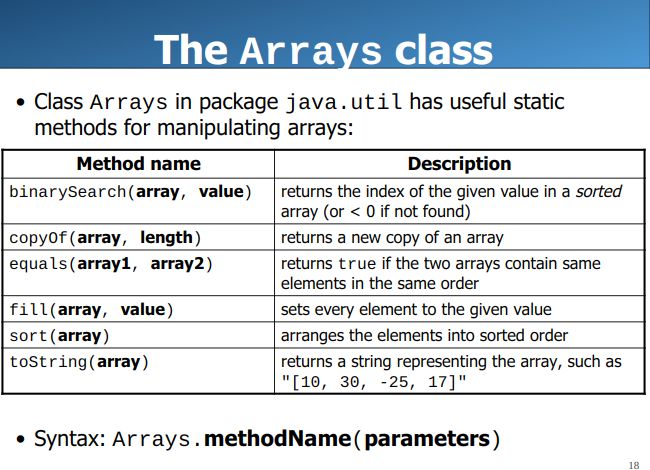 The Arrays class
• Class Arrays in package java.util has useful static
methods for manipulating arrays:
Method name Description
binarySearch(array, value) returns the index of the given value in a sorted
array (or < 0 if not found)
copyOf(array, length) returns a new copy of an array
equals(array1, array2) returns true if the two arrays contain same
elements in the same order
fill(array, value) sets every element to the given value
sort(array) arranges the elements into sorted order
toString(array) returns a string representing the array, such as
"[10, 30, -25, 17]"
• Syntax: Arrays.methodName(parameters)
18